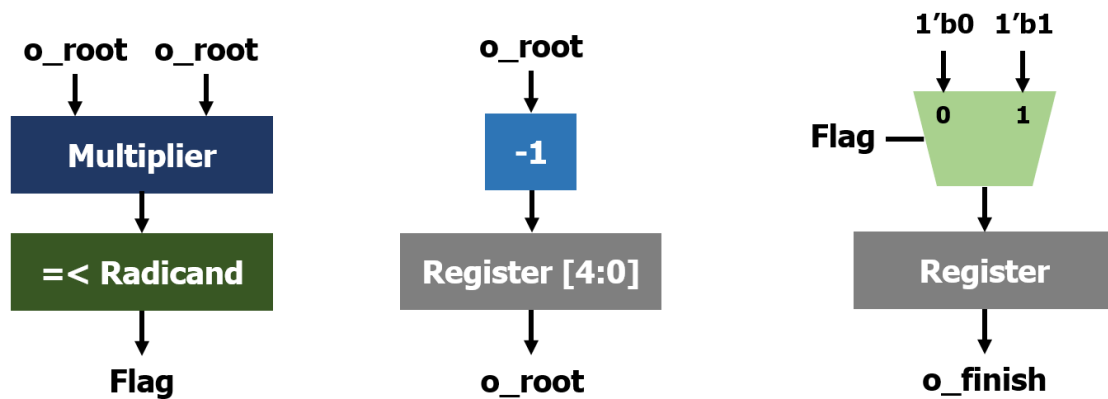 o_root o_root
Multiplier
=< Radicand
Flag
o_root
-1
Register [4:0]
o_root
1’b0 1’b1
0 1
Flag
Register
o_finish